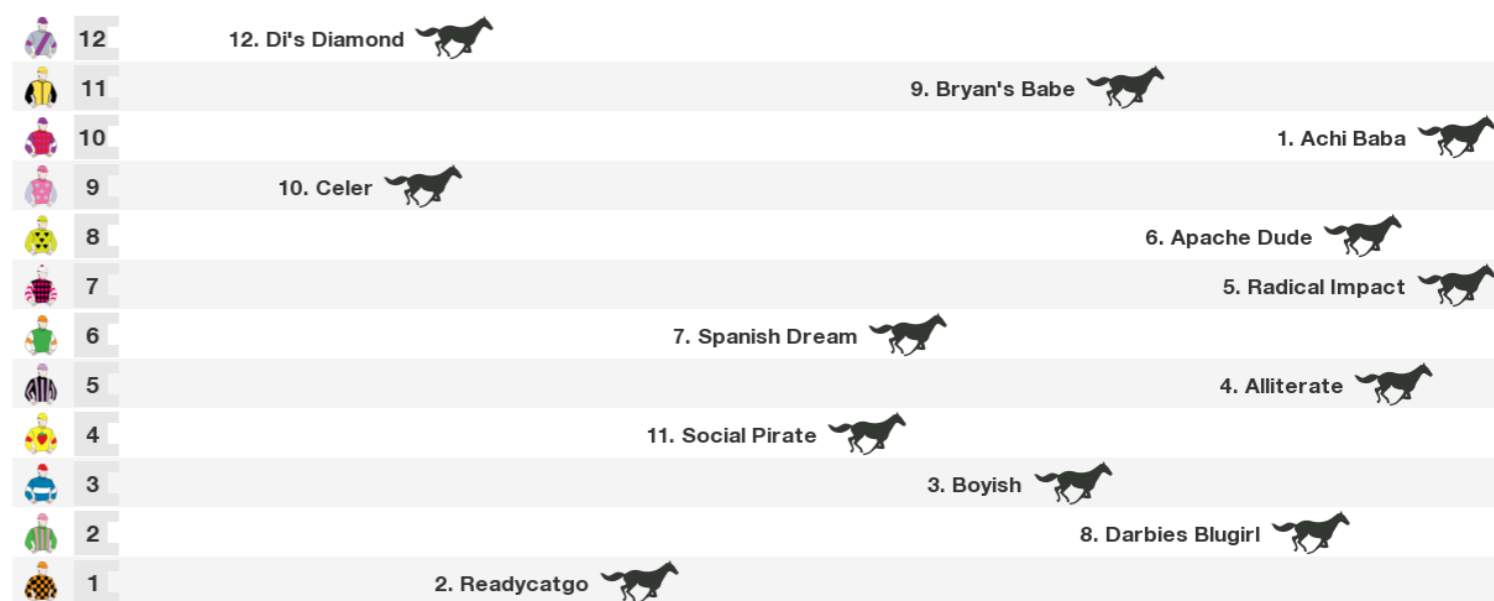 12 12. Di's Diamond
11 9. Bryan's Babe
10 1. Achi Baba
9 10. Celer
8 6. Apache Dude
7 5. Radical Impact
6 7. Spanish Dream
5 4. Alliterate
4 11. Social Pirate
3 3. Boyish
2 8. Darbies Blugirl
1 2. Readycatgo